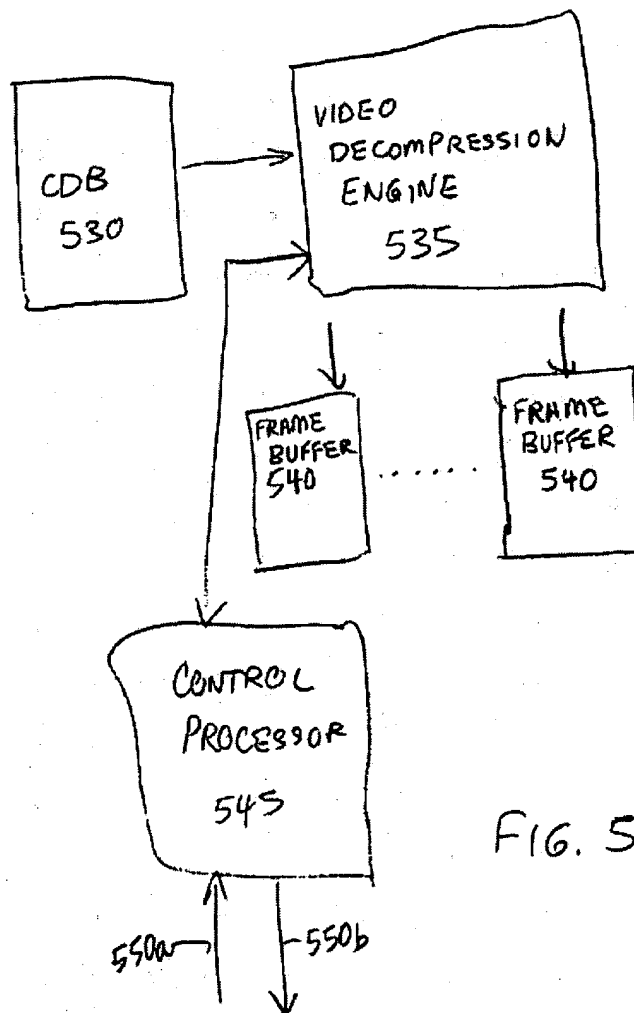 CDB
530
VIDEO
DECOMPRESSION
ENGINE
535
FRAME
BUFFER
540
.....
FRAME
BUFFER
540
CONTROL
PROCESSOR
545
FIG. 5
550a
550b